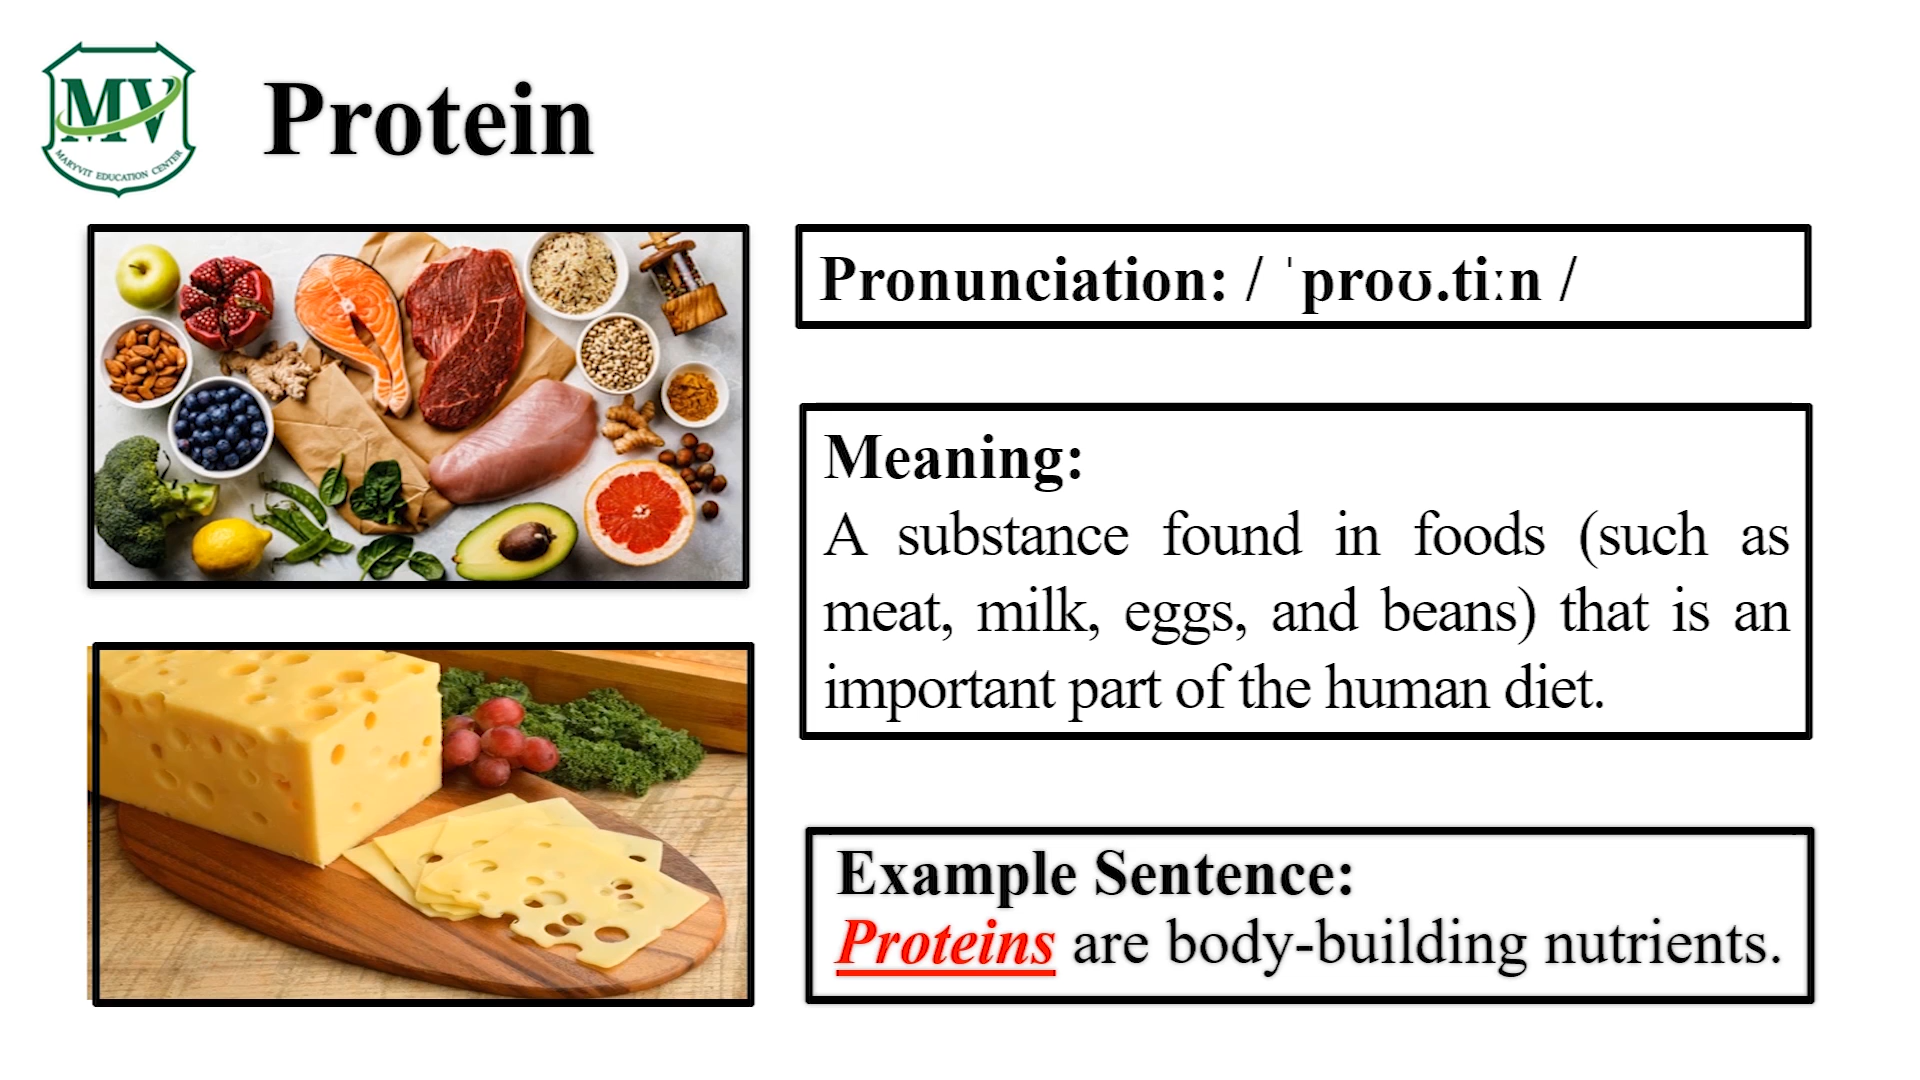 MV
MARYVIT EDUCATION CENTER
Protein
Pronunciation: / ˈproʊ.tiːn /
Meaning:
A substance found in foods (such as
meat, milk, eggs, and beans) that is an
important part of the human diet.
Example Sentence:
Proteins are body-building nutrients.